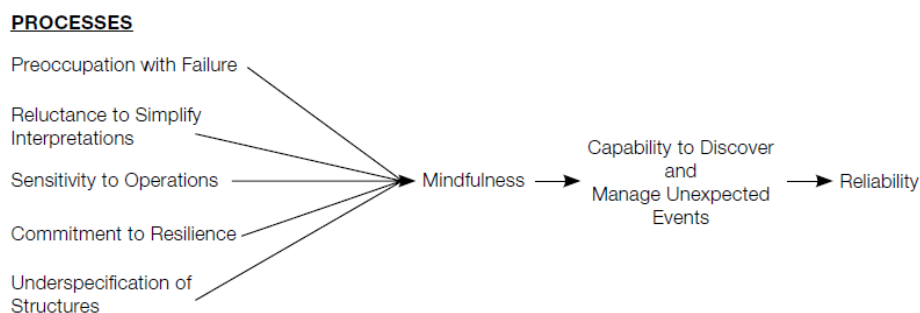 PROCESSES
Preoccupation with Failure
Reluctance to Simplify
Interpretations
Sensitivity to Operations
Commitment to Resilience
Underspecification of
Structures
Mindfulness
Capability to Discover
and
Manage Unexpected
Events
Reliability